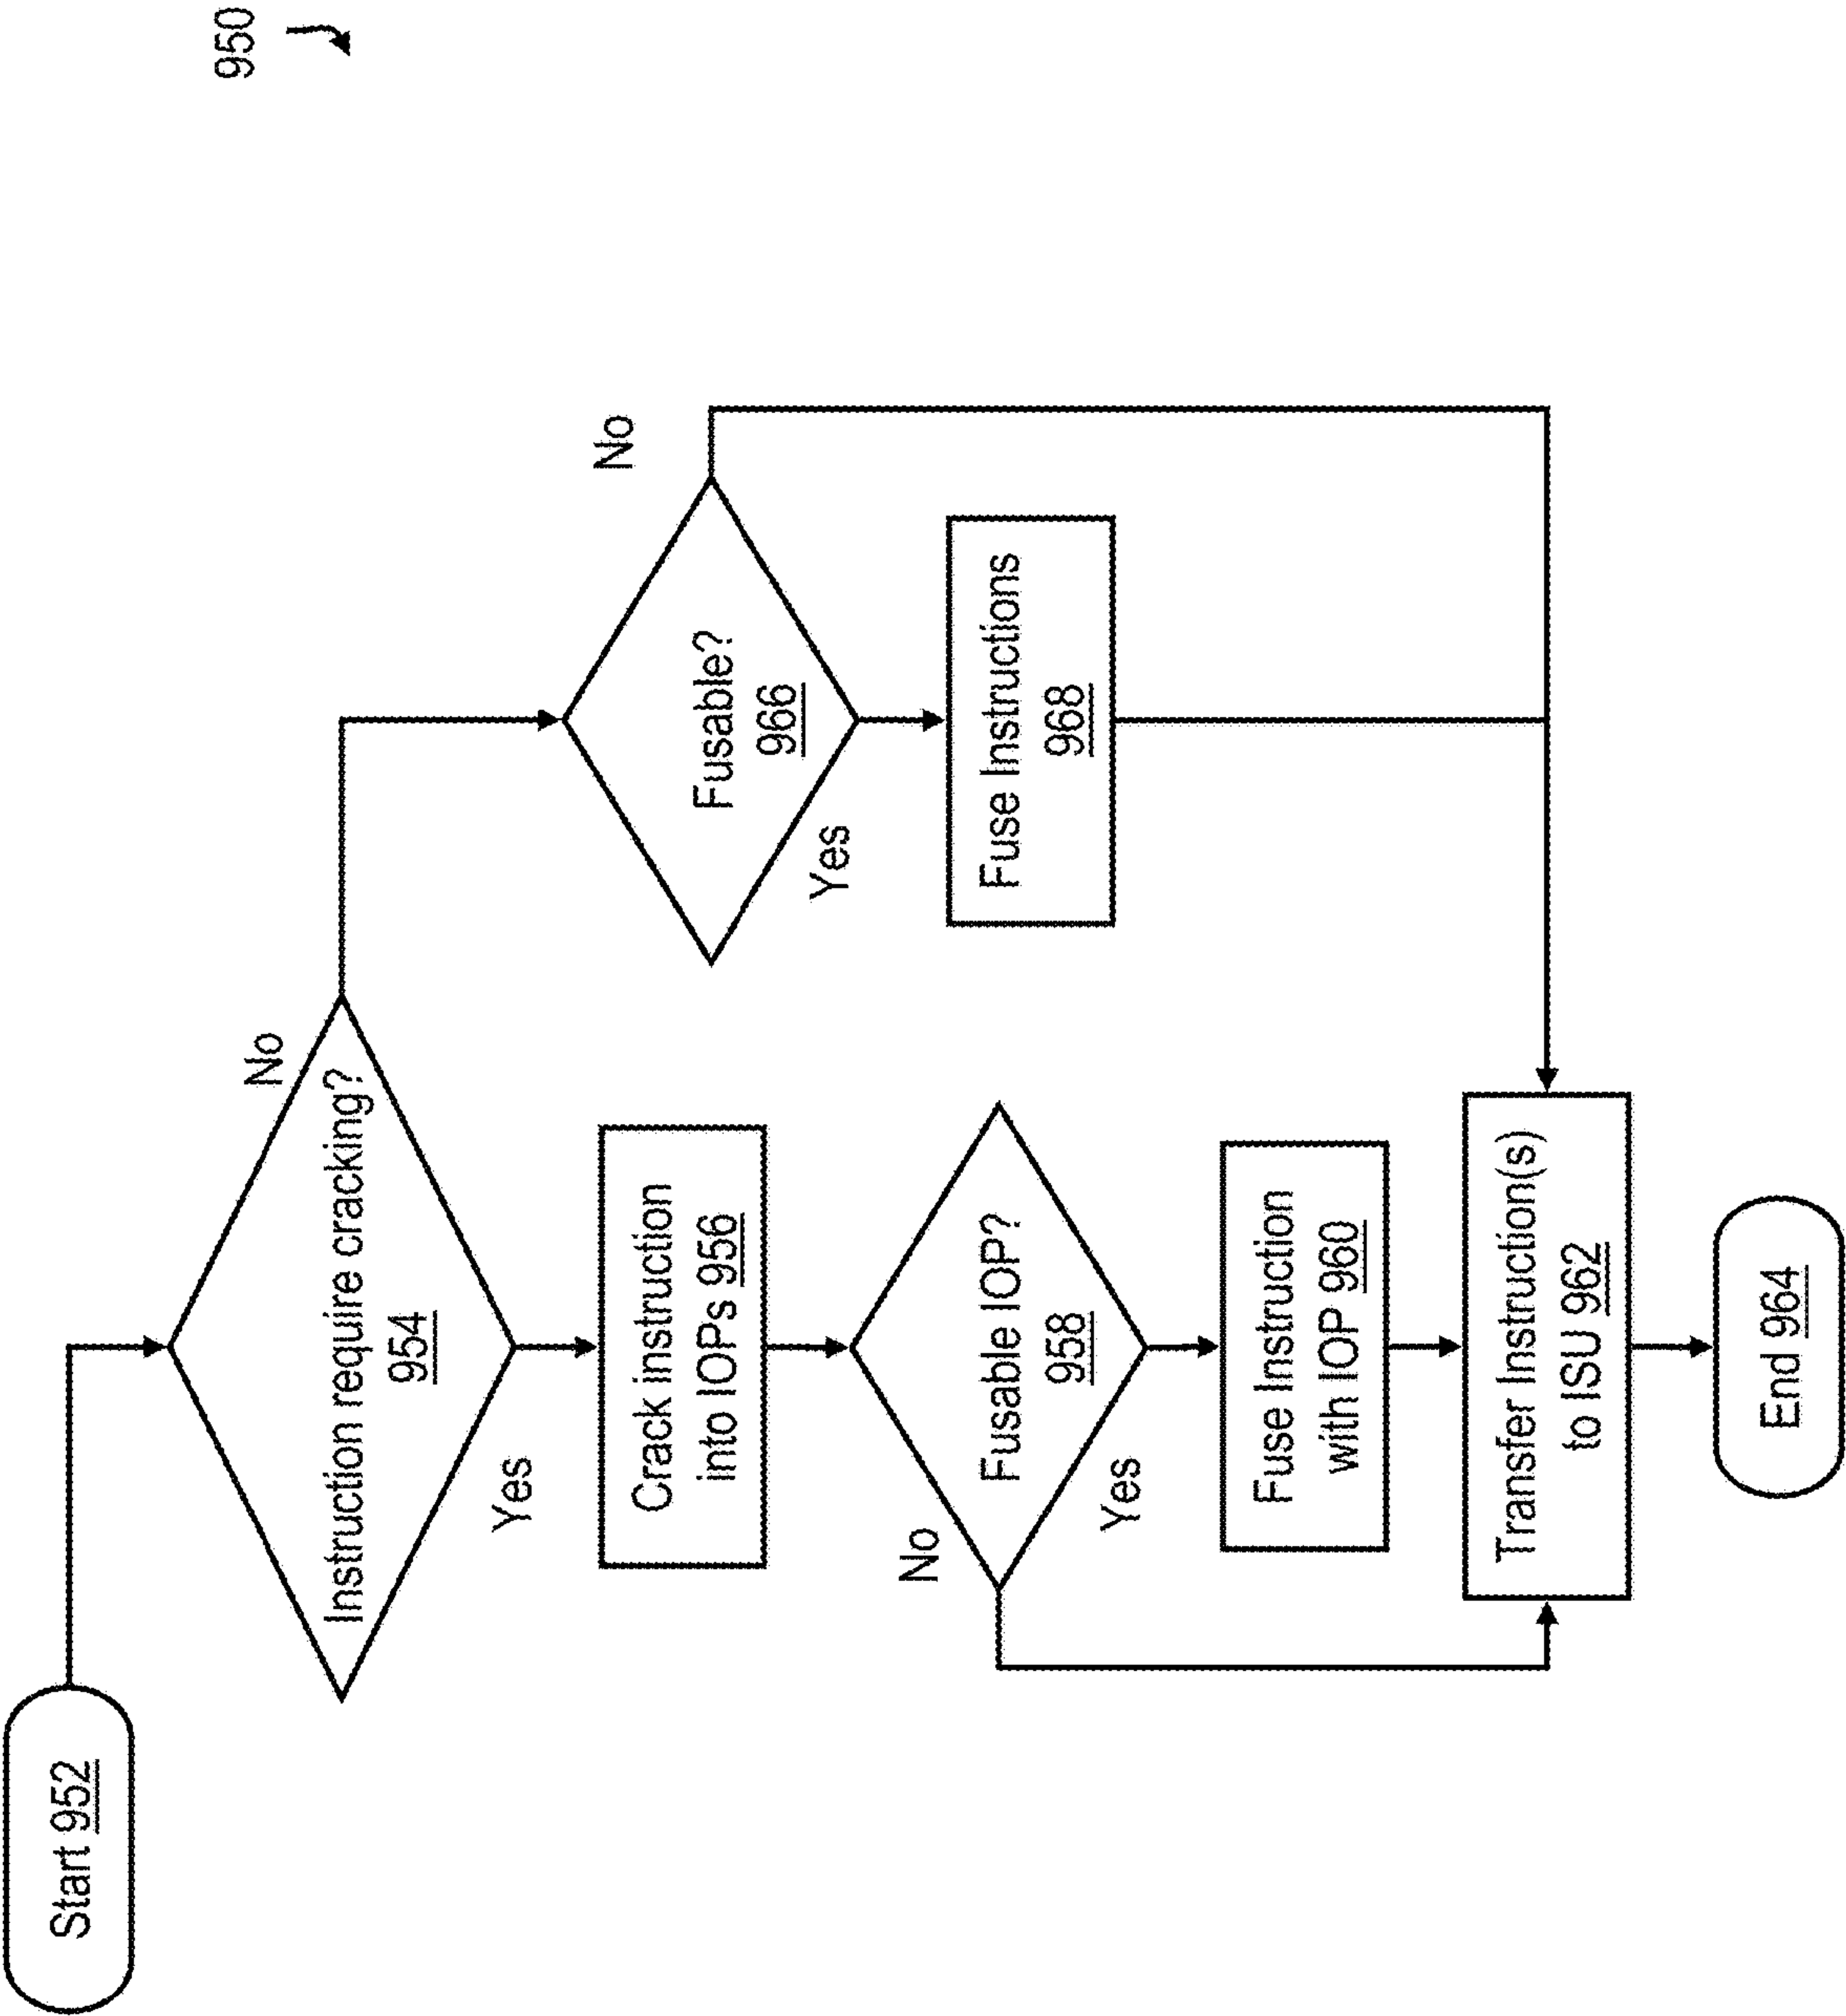 950
Start 952
Instruction require cracking?
954
No
Yes
Crack instruction
into IOPs 956
Fusable?
966
No
Yes
Fuse Instructions
968
Fusable IOP?
958
No
Yes
Fuse Instruction
with IOP 960
Transfer Instruction(s)
to ISU 962
End 964